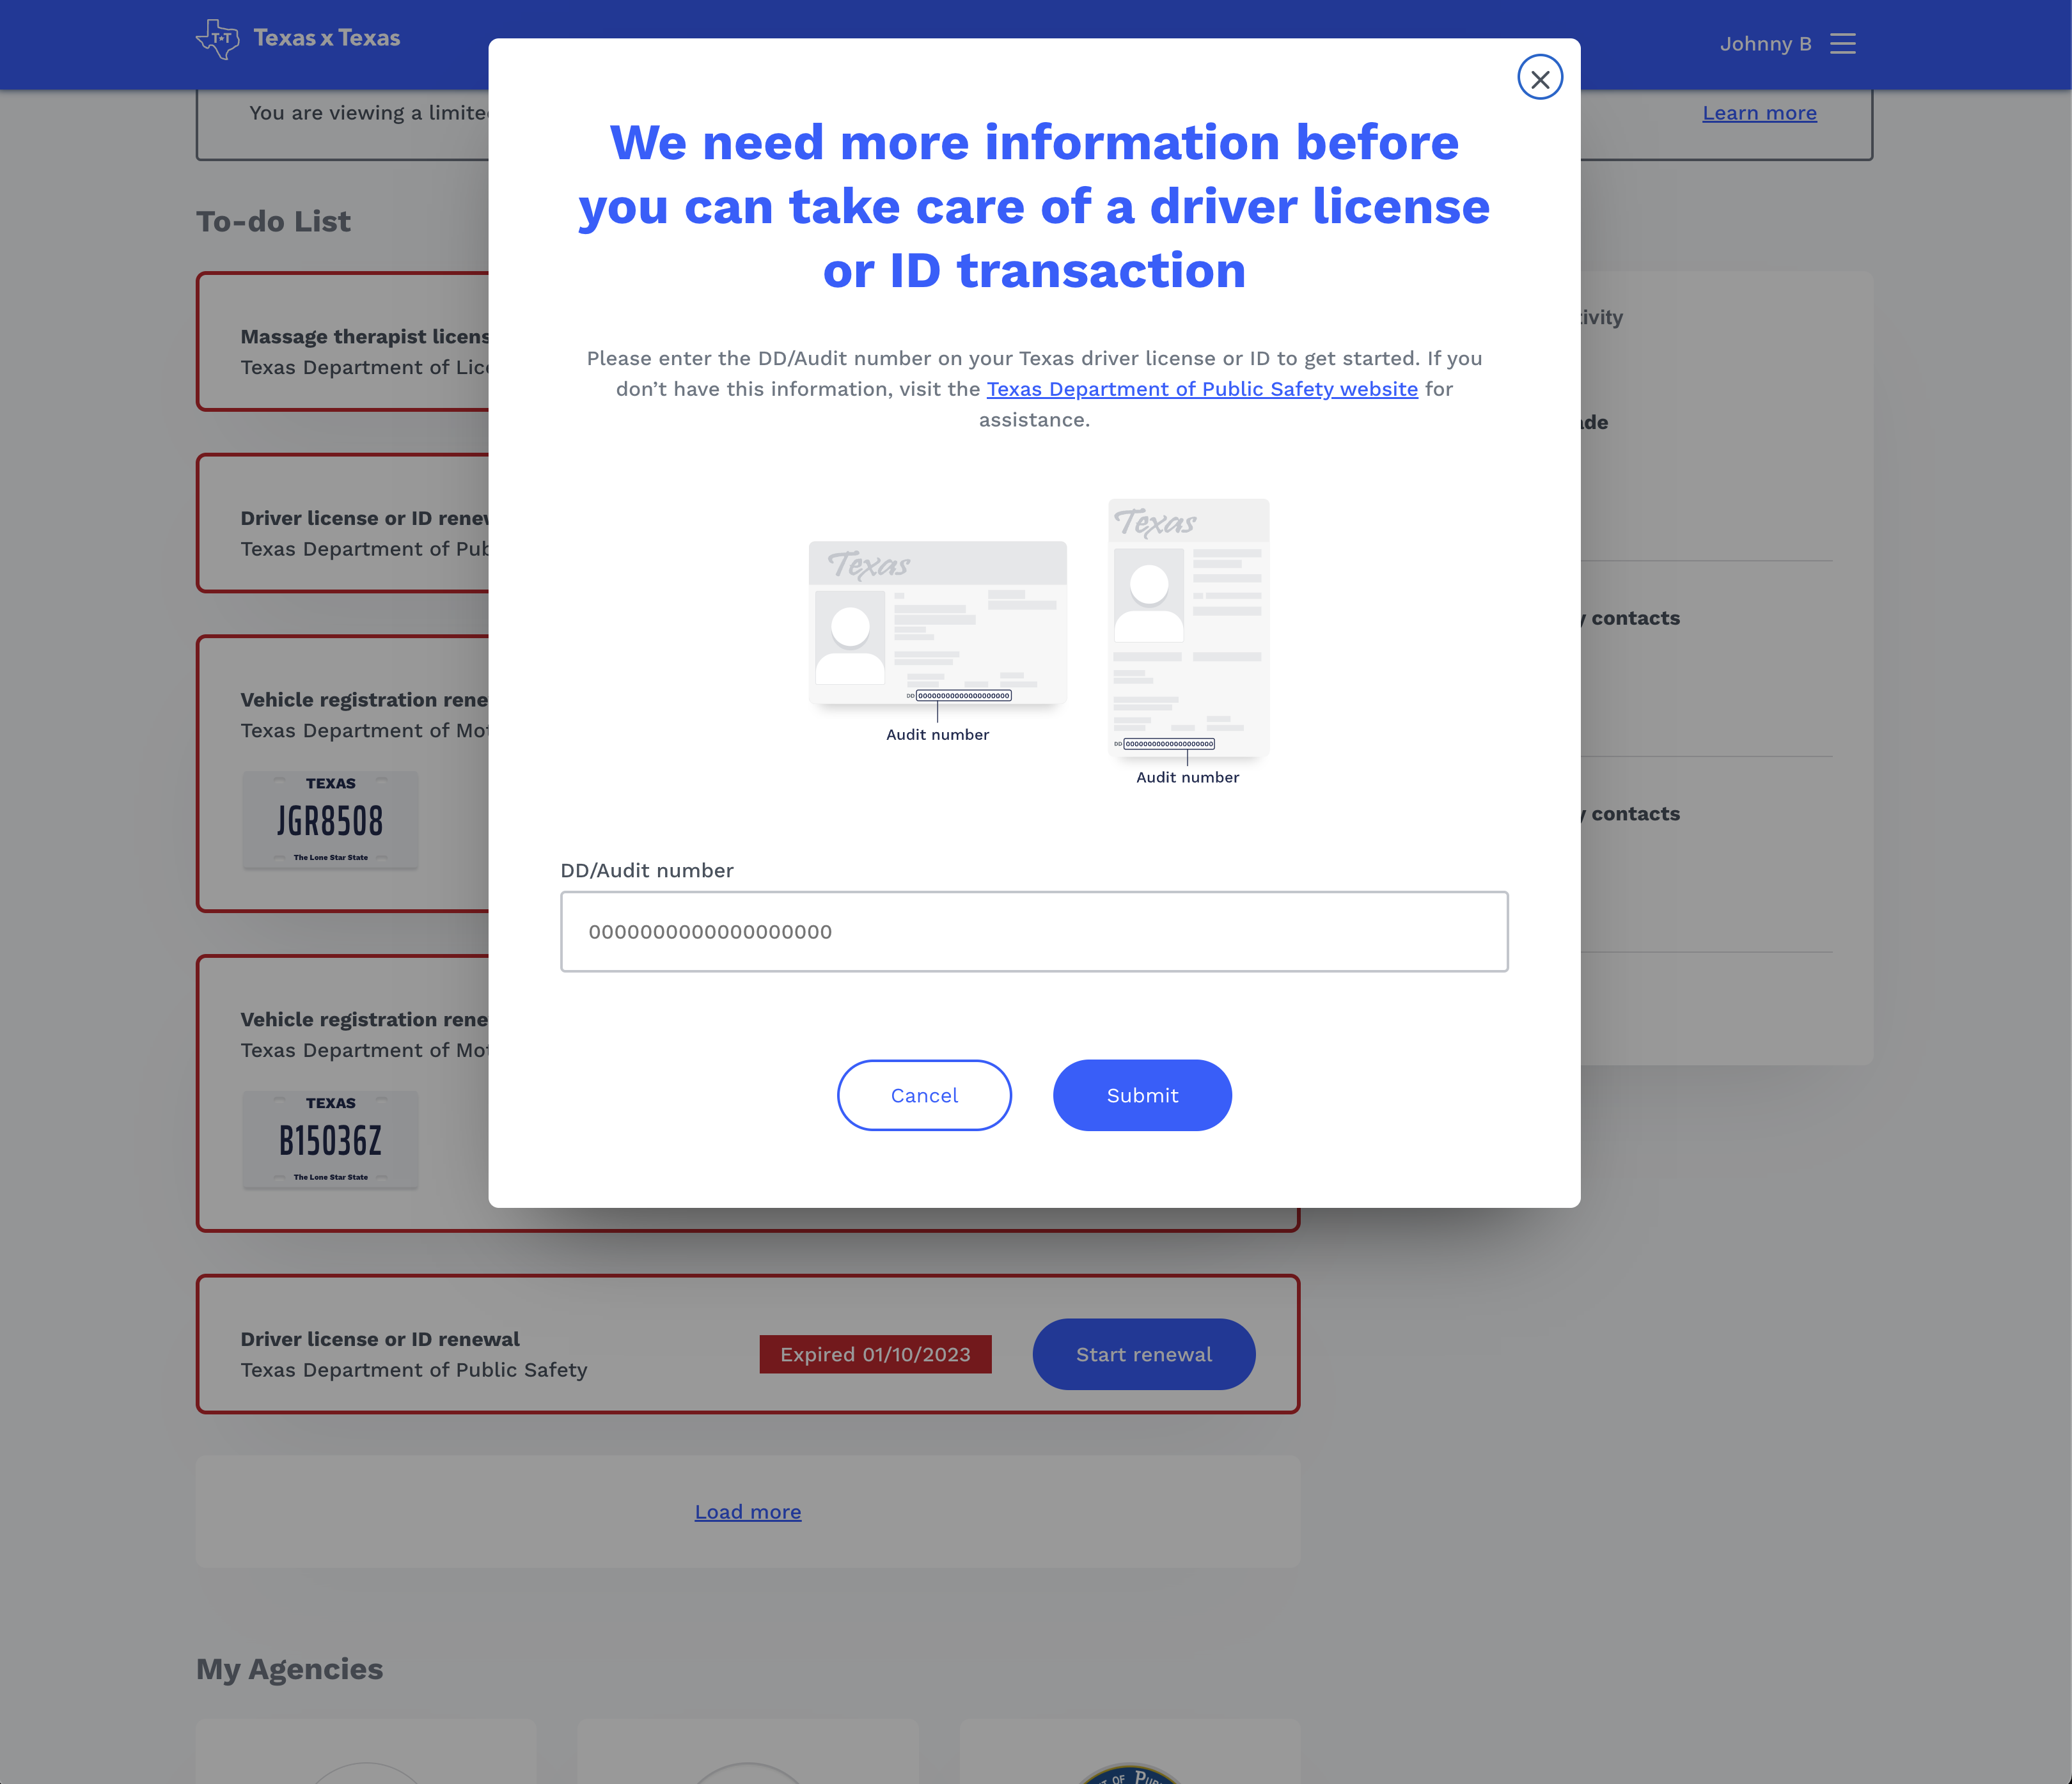 T★T Texas x Texas
Johnny B
You are viewing a limite
Learn more
To-do List
Massage therapist licens
Texas Department of Lic
Driver license or ID rene
Texas Department of Pub
Vehicle registration rene
Texas Department of Mot
TEXAS
JGR8508
The Lone Star State
Vehicle registration rene
Texas Department of Mot
TEXAS
B15036Z
The Lone Star State
Driver license or ID renewal
Texas Department of Public Safety
Expired 01/10/2023
Start renewal
Load more
My Agencies
tivity
ade
y contacts
y contacts
We need more information before
you can take care of a driver license
or ID transaction
Please enter the DD/Audit number on your Texas driver license or ID to get started. If you
don’t have this information, visit the Texas Department of Public Safety website for
assistance.
Texas
DD 00000000000000000000
Audit number
Texas
DD 00000000000000000000
Audit number
DD/Audit number
00000000000000000000
Cancel
Submit